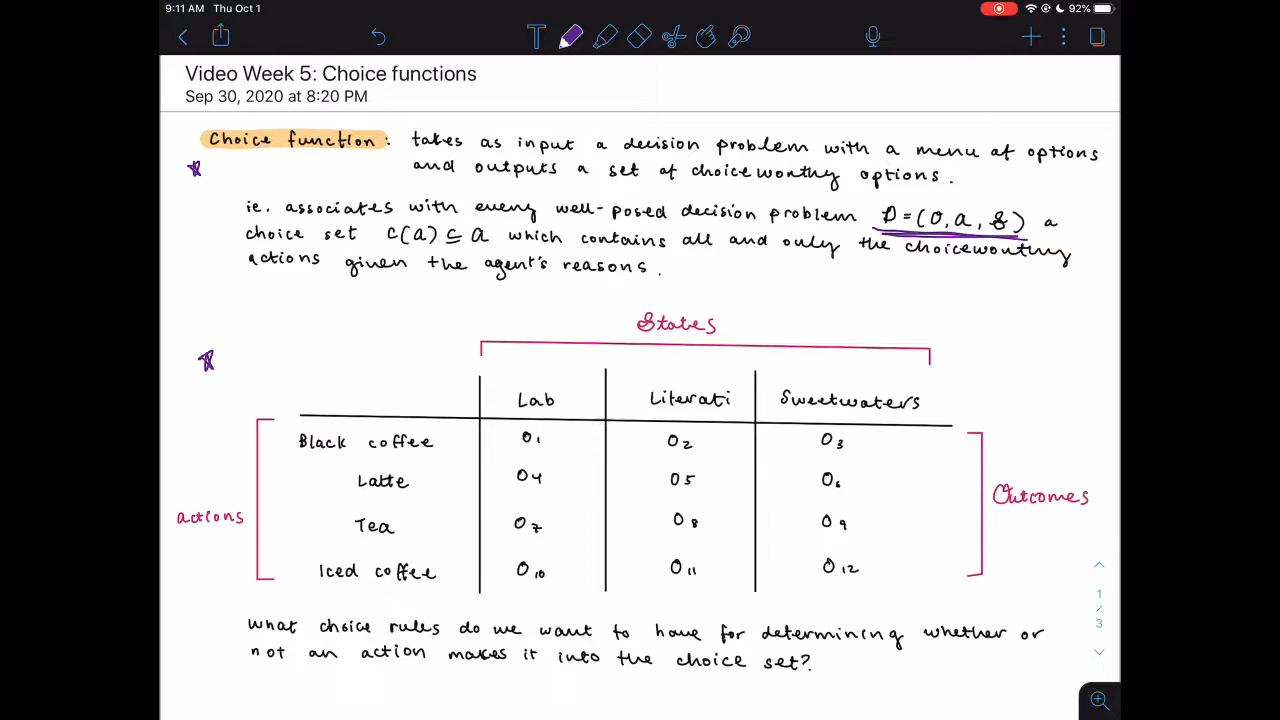 9:11 AM Thu Oct 1
92%
Video Week 5: Choice functions
Sep 30, 2020 at 8:20 PM
Choice function: takes as input a decision problem with a menu of options
and outputs a set of choiceworthy options.
ie. associates with every well-posed decision problem D = (O, a, S) a
choice set C(a) ⊆ a which contains all and only the choiceworthy
actions given the agent's reasons.
States
Lab Literati Sweetwaters
Black coffee O₁ O₂ O₃
Latte O₄ O₅ O₆
actions
Outcomes
Tea O₇ O₈ O₉
Iced coffee O₁₀ O₁₁ O₁₂
1
/
3
what choice rules do we want to have for determining whether or
not an action makes it into the choice set?